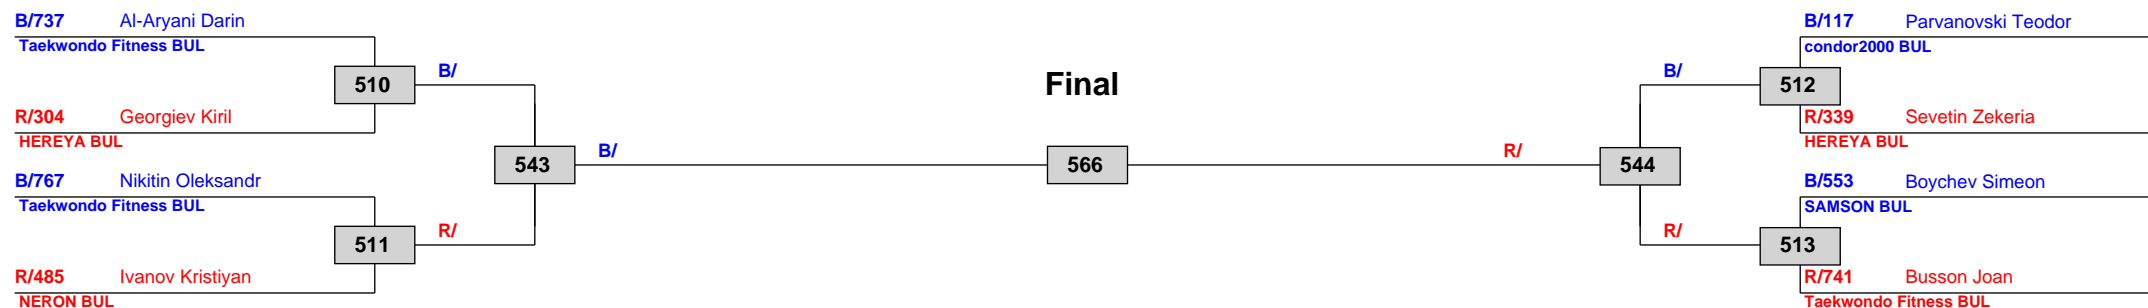 B/737 Al-Aryani Darin
Taekwondo Fitness BUL
510
B/
R/304 Georgiev Kiril
HEREYA BUL
543
B/
B/767 Nikitin Oleksandr
Taekwondo Fitness BUL
511
R/
R/485 Ivanov Kristiyan
NERON BUL
Final
566
B/117 Parvanovski Teodor
condor2000 BUL
B/
512
R/339 Sevetin Zekeria
HEREYA BUL
R/
544
B/553 Boychev Simeon
SAMSON BUL
R/
513
R/741 Busson Joan
Taekwondo Fitness BUL